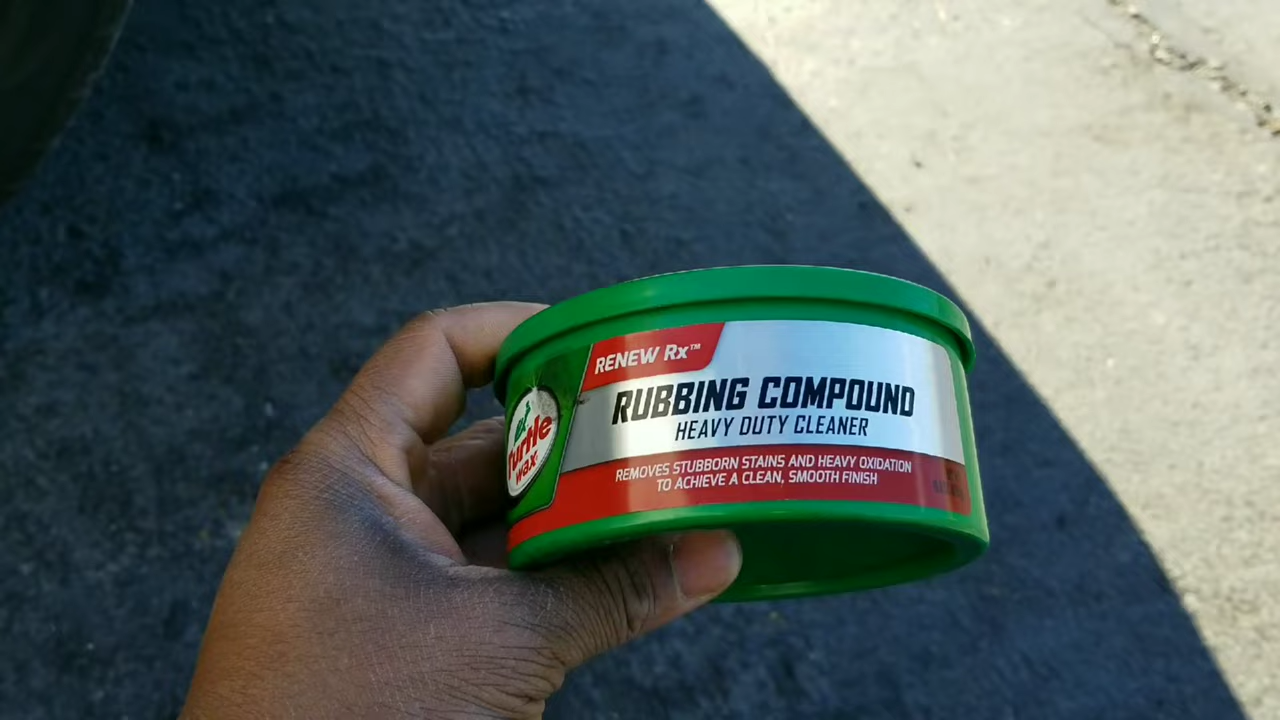 RENEW Rx™
RUBBING COMPOUND
HEAVY DUTY CLEANER
Turtle
Wax
REMOVES STUBBORN STAINS AND HEAVY OXIDATION
TO ACHIEVE A CLEAN, SMOOTH FINISH